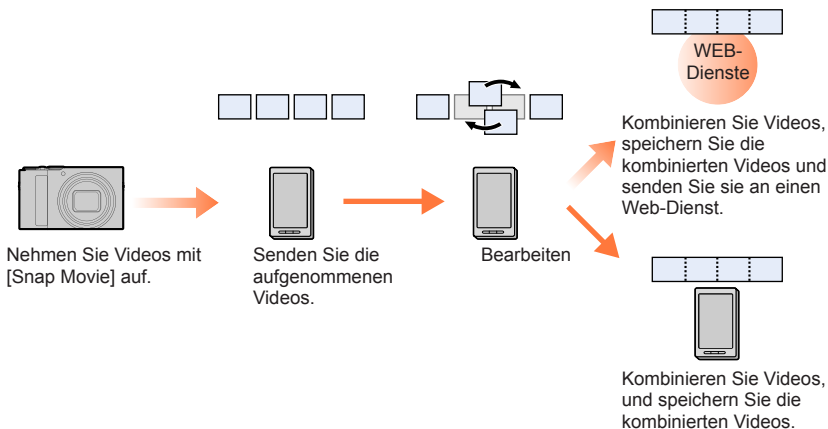 Nehmen Sie Videos mit
[Snap Movie] auf.
Senden Sie die
aufgenommenen
Videos.
Bearbeiten
WEB-
Dienste
Kombinieren Sie Videos,
speichern Sie die
kombinierten Videos und
senden Sie sie an einen
Web-Dienst.
Kombinieren Sie Videos,
und speichern Sie die
kombinierten Videos.